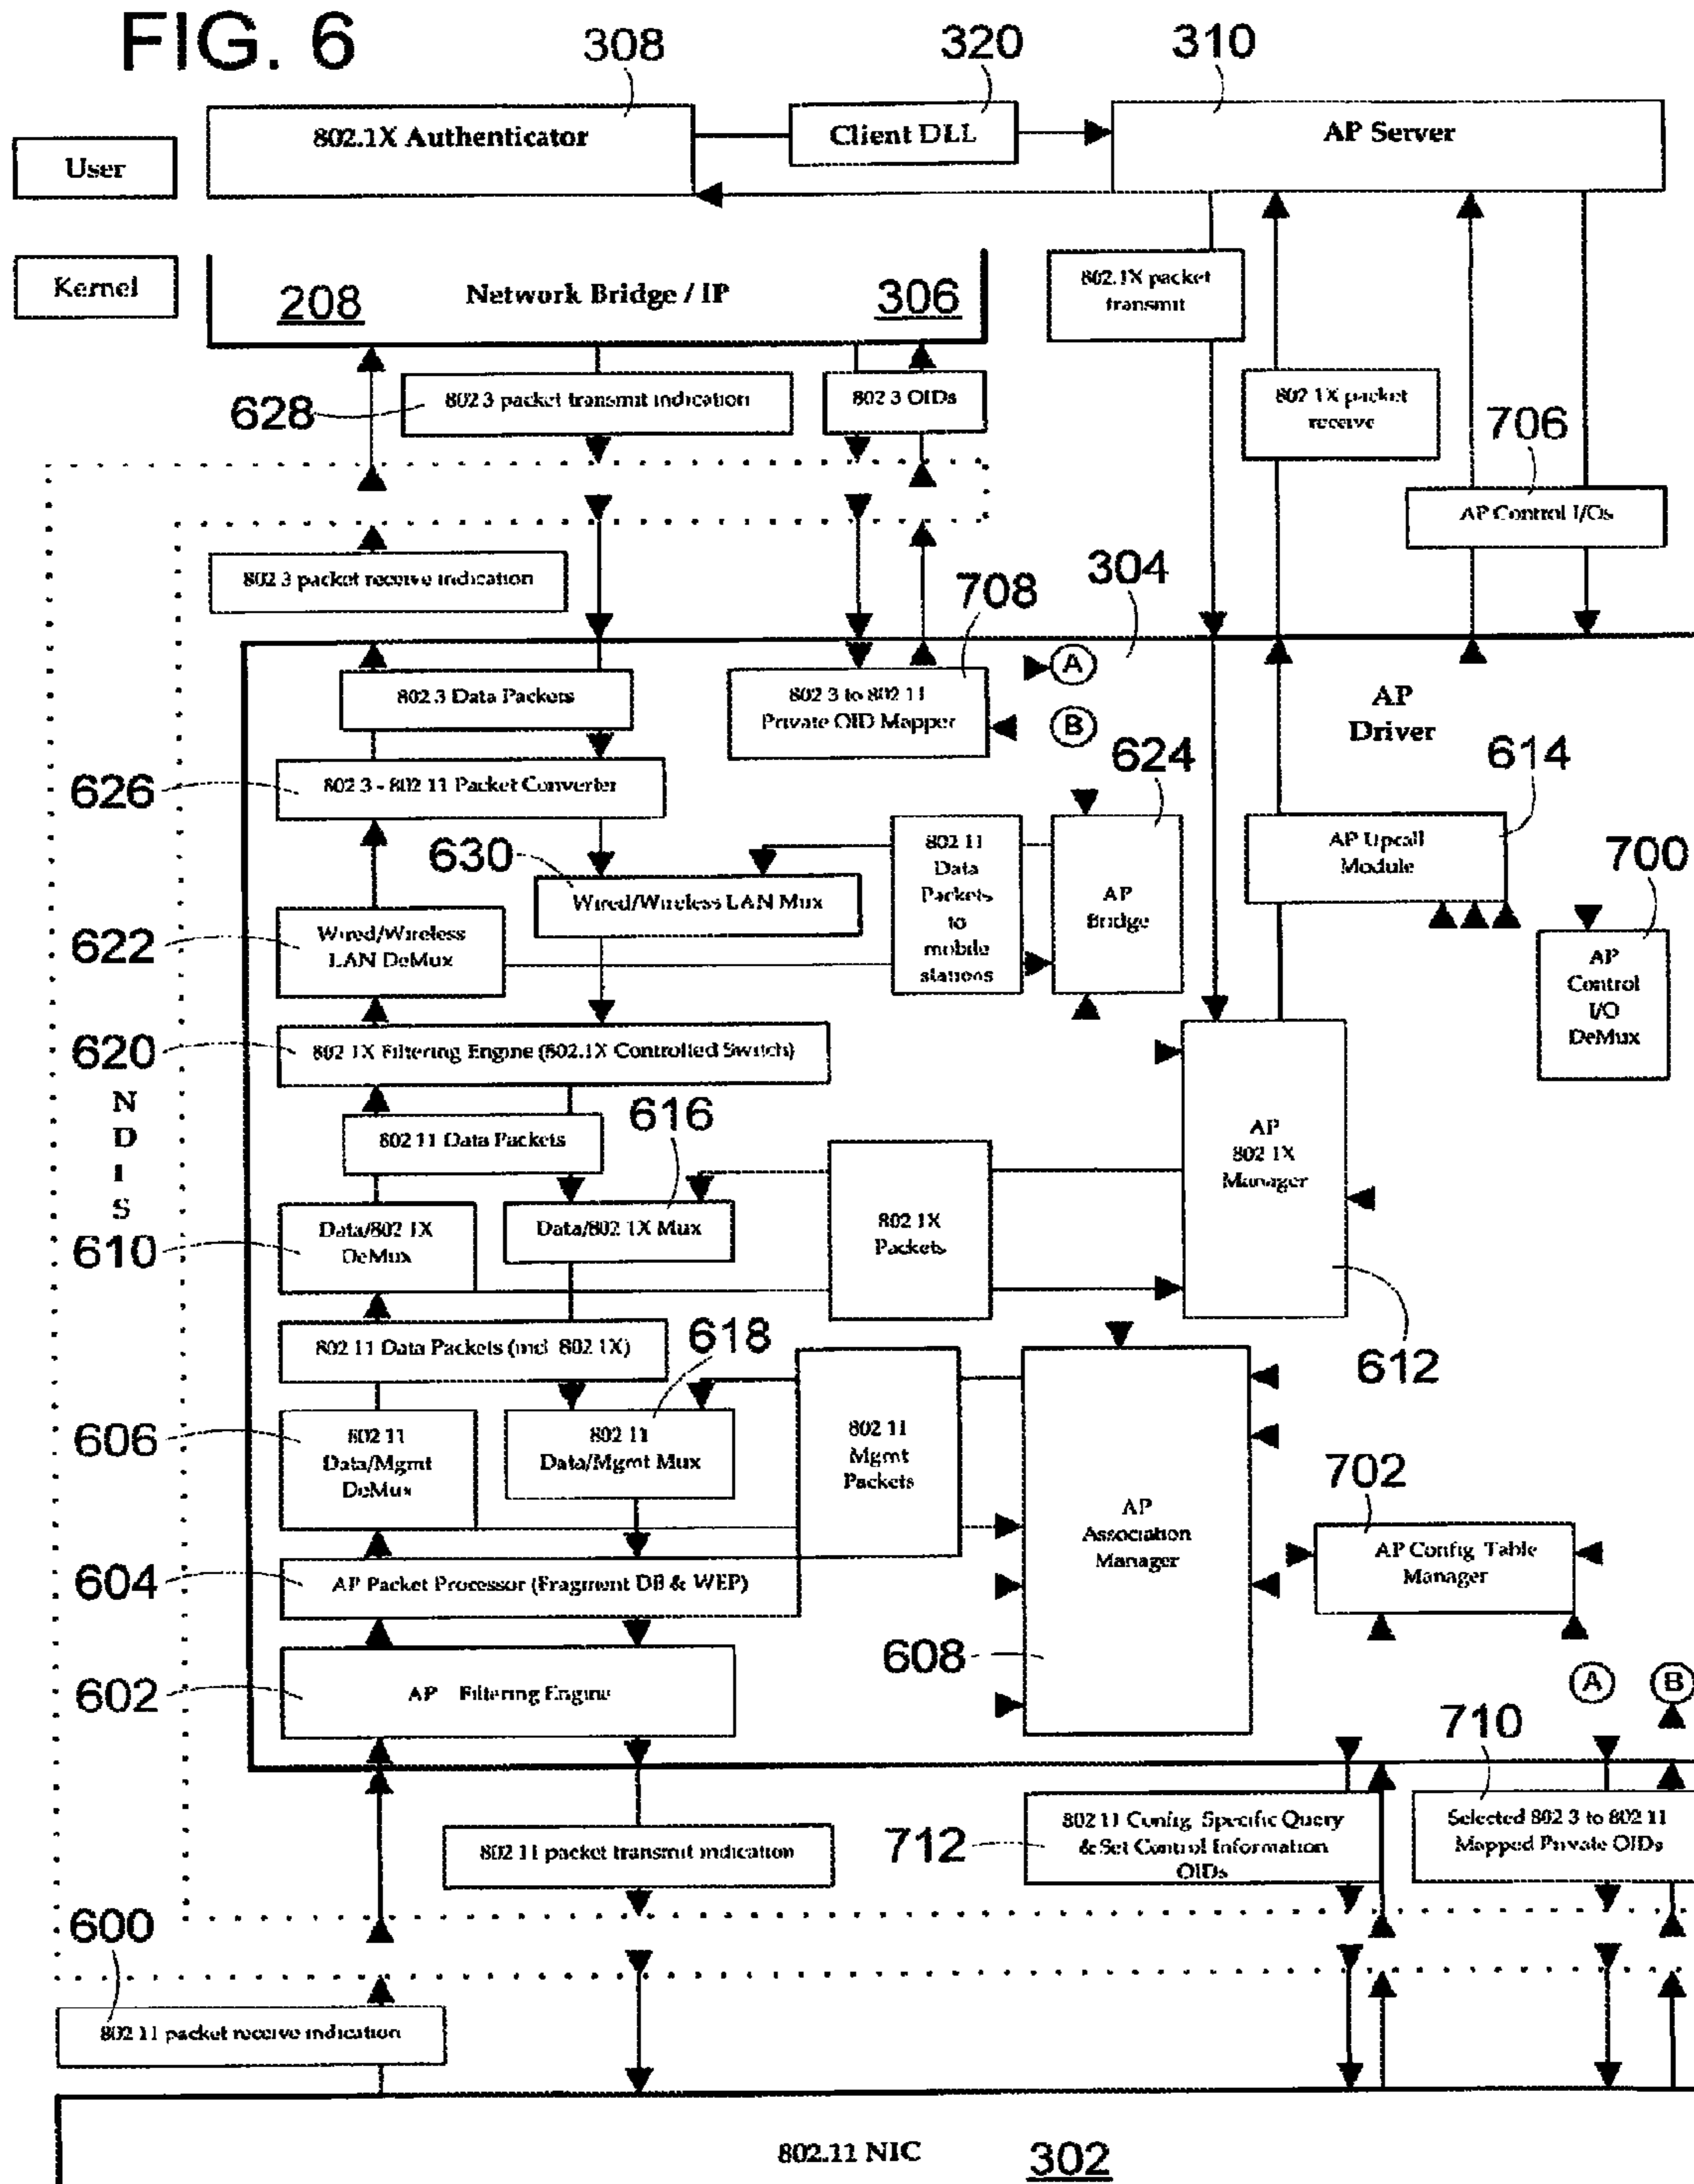 FIG. 6
308
320
310
User
802.1X Authenticator
Client DLL
AP Server
Kernel
208
Network Bridge / IP
306
802.1X packet
transmit
628
802 3 packet transmit indication
802 3 OIDs
802 1X packet
receive
706
AP Control I/Os
802 3 packet receive indication
708
304
802 3 Data Packets
802 3 to 802 11
Private OID Mapper
A
B
AP
Driver
626
802 3 - 802 11 Packet Converter
624
614
630
Wired/Wireless LAN Mux
802 11
Data
Packets
to
mobile
stations
AP
Bridge
AP Upcall
Module
700
622
Wired/Wireless
LAN DeMux
AP
Control
I/O
DeMux
620
802 1X Filtering Engine (802.1X Controlled Switch)
N
D
I
S
802 11 Data Packets
616
AP
802 1X
Manager
610
Data/802 1X
DeMux
Data/802 1X Mux
802 1X
Packets
802 11 Data Packets (incl 802 1X)
618
612
606
802 11
Data/Mgmt
DeMux
802 11
Data/Mgmt Mux
802 11
Mgmt
Packets
AP
Association
Manager
702
AP Config Table
Manager
604
AP Packet Processor (Fragment DB & WEP)
608
602
AP Filtering Engine
A
B
710
712
802 11 Config Specific Query
& Set Control Information
OIDs
Selected 802 3 to 802 11
Mapped Private OIDs
802 11 packet transmit indication
600
802 11 packet receive indication
802.11 NIC
302